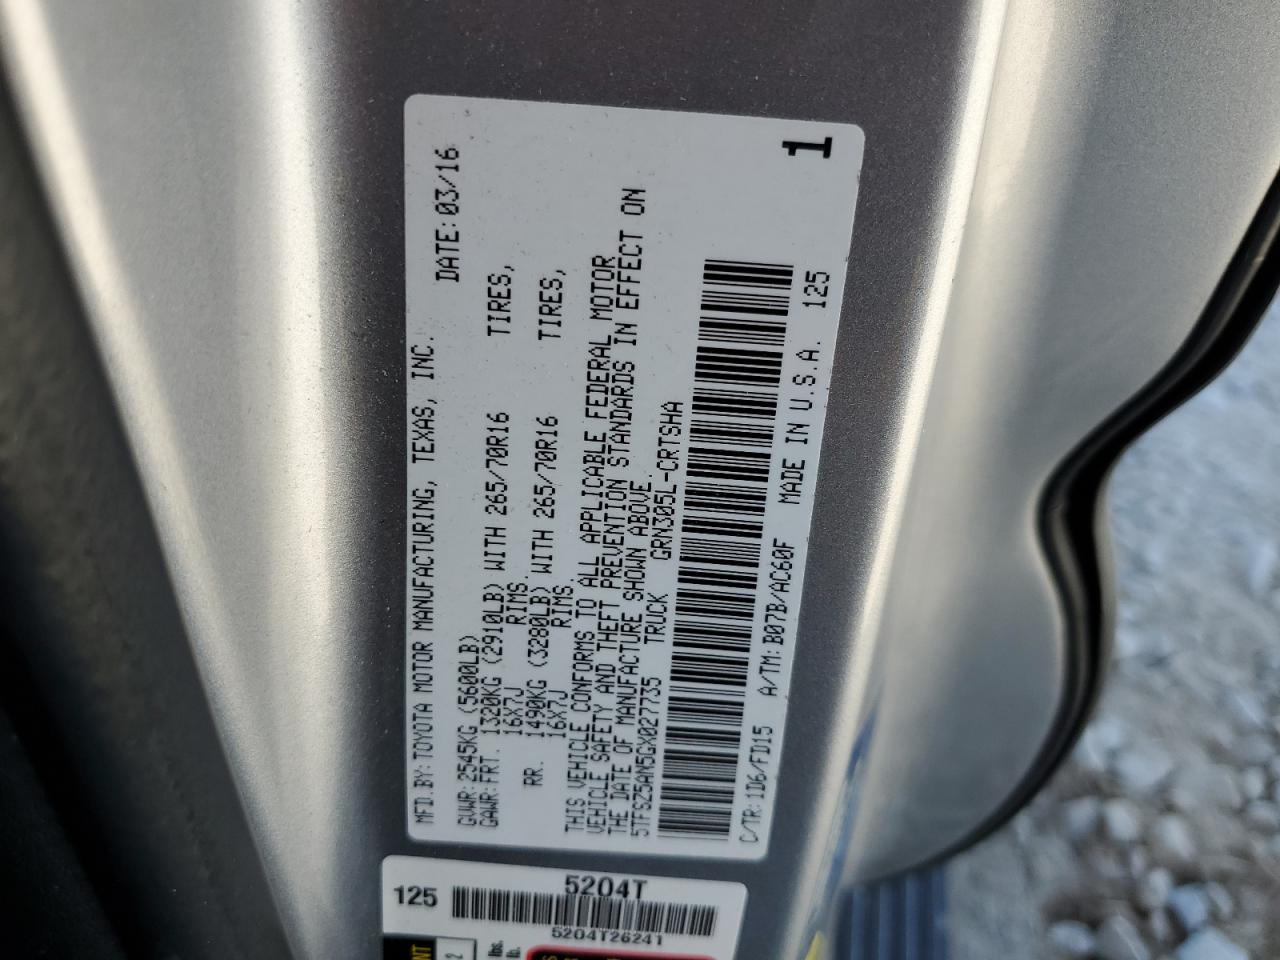 MFD.BY:TOYOTA MOTOR MANUFACTURING, TEXAS, INC.
DATE:03/16
GVWR:2545KG (5600LB)
GAWR:FRT. 1320KG (2910LB) WITH 265/70R16 TIRES,
16X7J RIMS.
RR. 1490KG (3280LB) WITH 265/70R16 TIRES,
16X7J RIMS.
THIS VEHICLE CONFORMS TO ALL APPLICABLE FEDERAL MOTOR
VEHICLE SAFETY AND THEFT PREVENTION STANDARDS IN EFFECT ON
THE DATE OF MANUFACTURE SHOWN ABOVE.
5TFSZ5AN5GX027735 TRUCK GRN305L-CRTSHA
C/TR:1D6/FD15 A/TM:B07B/AC60F MADE IN U.S.A. 125
1
125
5204T
5204T26241
2
lbs.
lb.